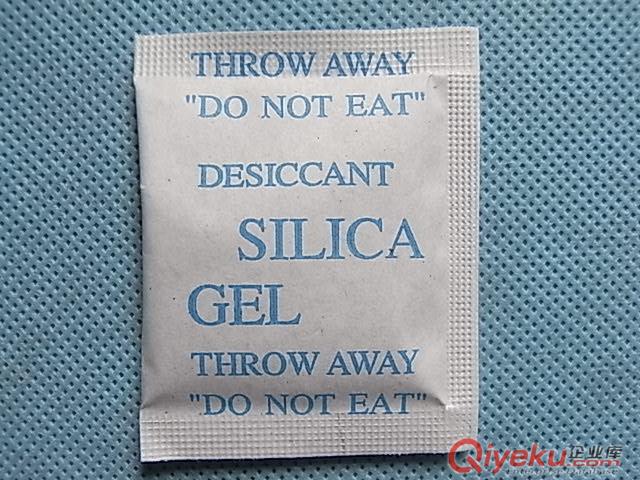 THROW AWAY
"DO NOT EAT"
DESICCANT
SILICA
GEL
THROW AWAY
"DO NOT EAT"
Qiyeku企业库
.com